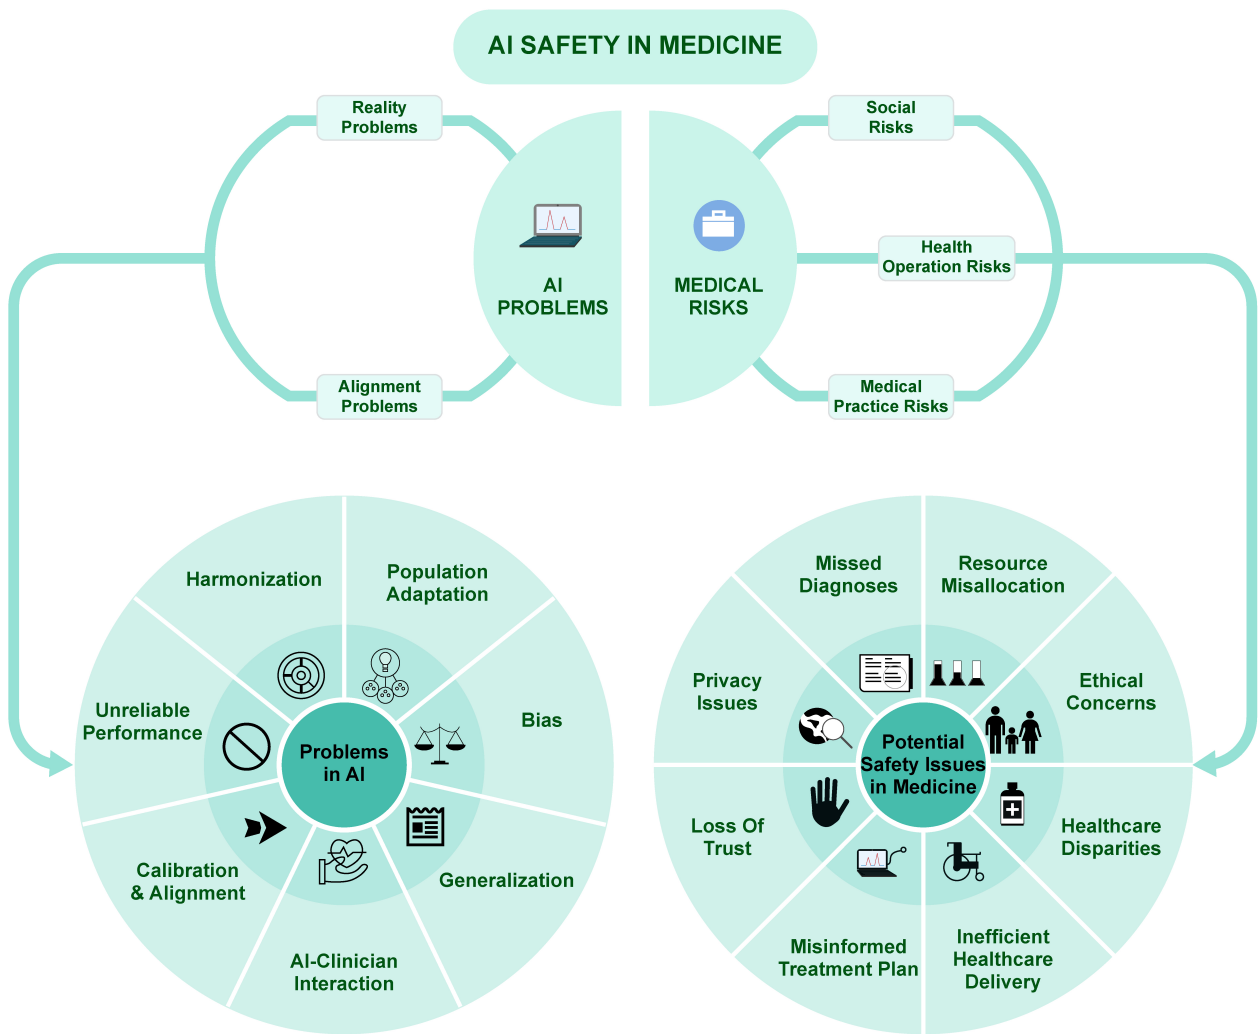 AI SAFETY IN MEDICINE
Reality
Problems
Social
Risks
AI
PROBLEMS
MEDICAL
RISKS
Health
Operation Risks
Alignment
Problems
Medical
Practice Risks
Harmonization
Population
Adaptation
Unreliable
Performance
Bias
Problems
in AI
Calibration
& Alignment
Generalization
AI-Clinician
Interaction
Missed
Diagnoses
Resource
Misallocation
Privacy
Issues
Ethical
Concerns
Potential
Safety Issues
in Medicine
Loss Of
Trust
Healthcare
Disparities
Misinformed
Treatment Plan
Inefficient
Healthcare
Delivery